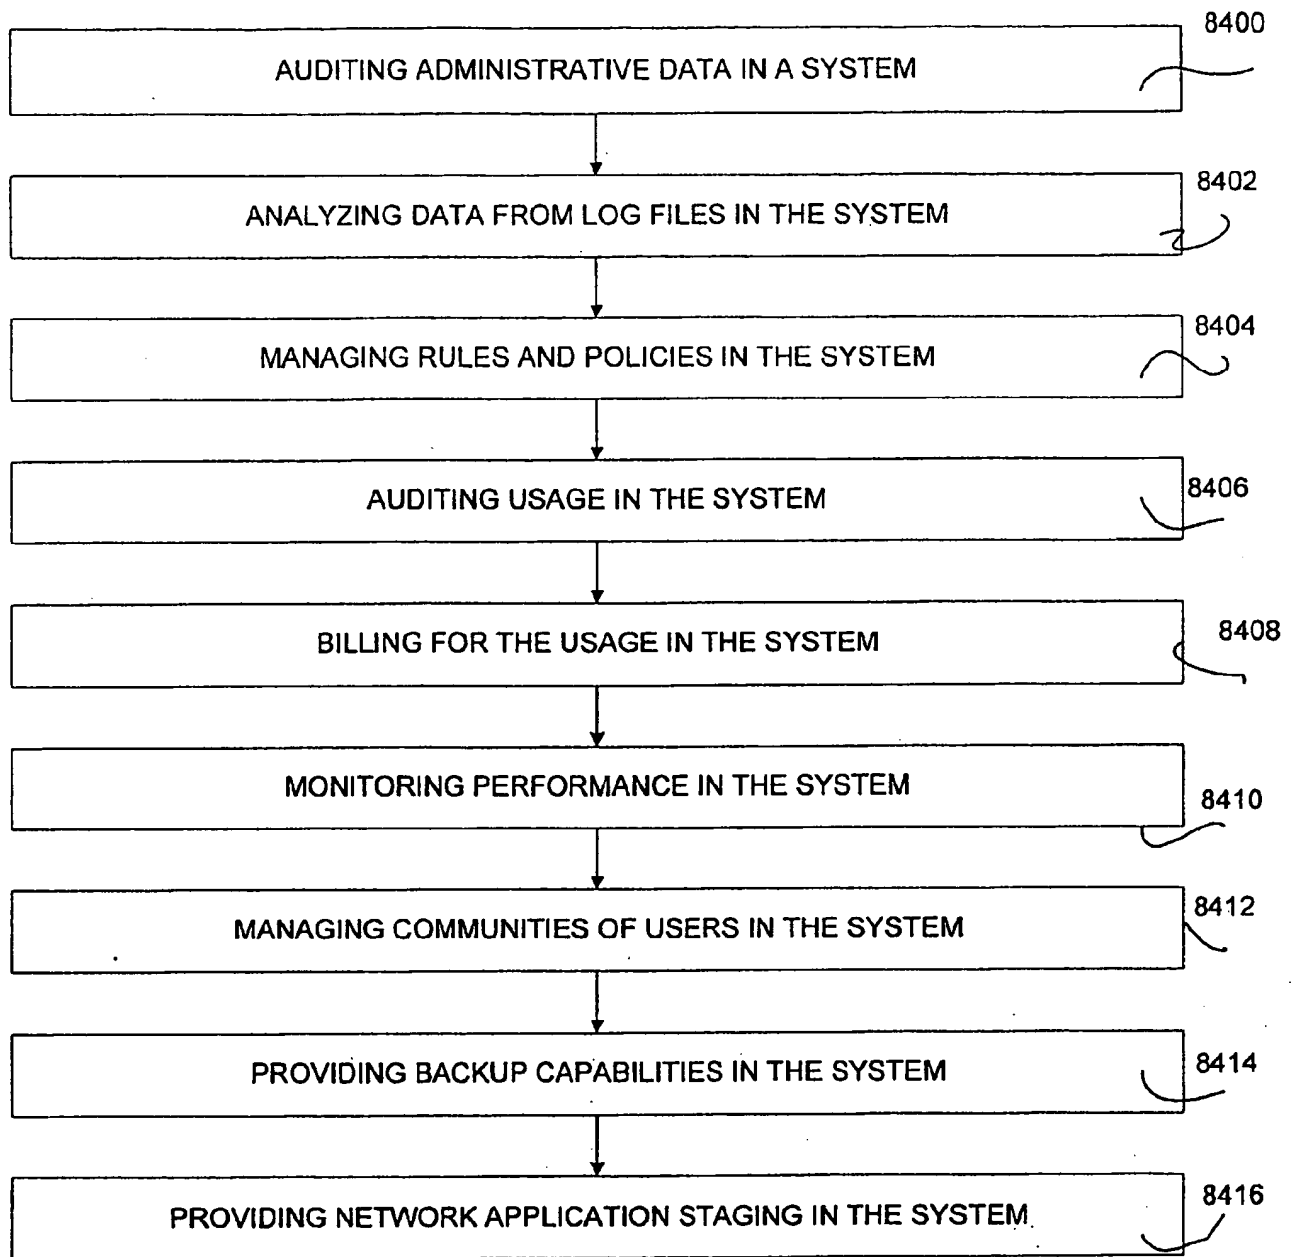 8400
AUDITING ADMINISTRATIVE DATA IN A SYSTEM
8402
ANALYZING DATA FROM LOG FILES IN THE SYSTEM
8404
MANAGING RULES AND POLICIES IN THE SYSTEM
8406
AUDITING USAGE IN THE SYSTEM
8408
BILLING FOR THE USAGE IN THE SYSTEM
MONITORING PERFORMANCE IN THE SYSTEM
8410
8412
MANAGING COMMUNITIES OF USERS IN THE SYSTEM
8414
PROVIDING BACKUP CAPABILITIES IN THE SYSTEM
8416
PROVIDING NETWORK APPLICATION STAGING IN THE SYSTEM